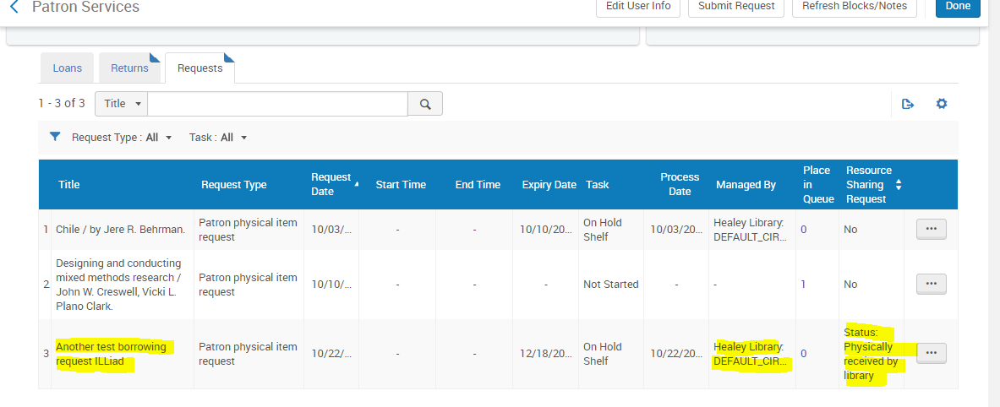 Patron Services
Edit User Info Submit Request Refresh Blocks/Notes Done
Loans Returns Requests
1 - 3 of 3 Title
Request Type : All Task : All
Title Request Type Request Date Start Time End Time Expiry Date Task Process Date Managed By Place in Queue Resource Sharing Request
1 Chile / by Jere R. Behrman. Patron physical item request 10/03/... - - 10/10/20... On Hold Shelf 10/03/20... Healey Library: DEFAULT_CIR... 0 No ...
2 Designing and conducting mixed methods research / John W. Creswell, Vicki L. Plano Clark. Patron physical item request 10/10/... - - - Not Started - - 1 No ...
3 Another test borrowing request ILLiad Patron physical item request 10/22/... - - 12/18/20... On Hold Shelf 10/22/20... Healey Library: DEFAULT_CIR... 0 Status: Physically received by library ...